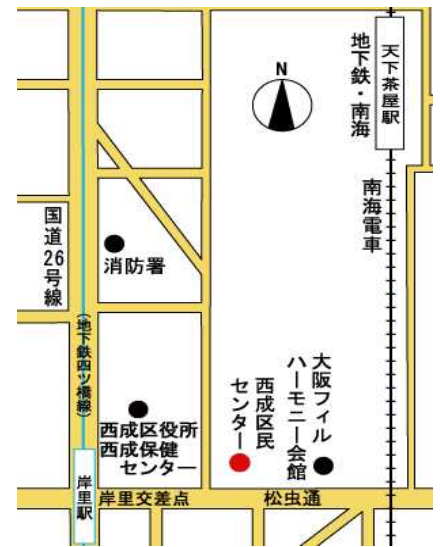 N
天下茶屋駅
地下鉄・南海
南海電車
国道26号線
消防署
(地下鉄四ツ橋線)
大阪フィル
ハーモニー会館
西成区民
センター
西成区役所
西成保健
センター
岸里駅
岸里交差点
松虫通